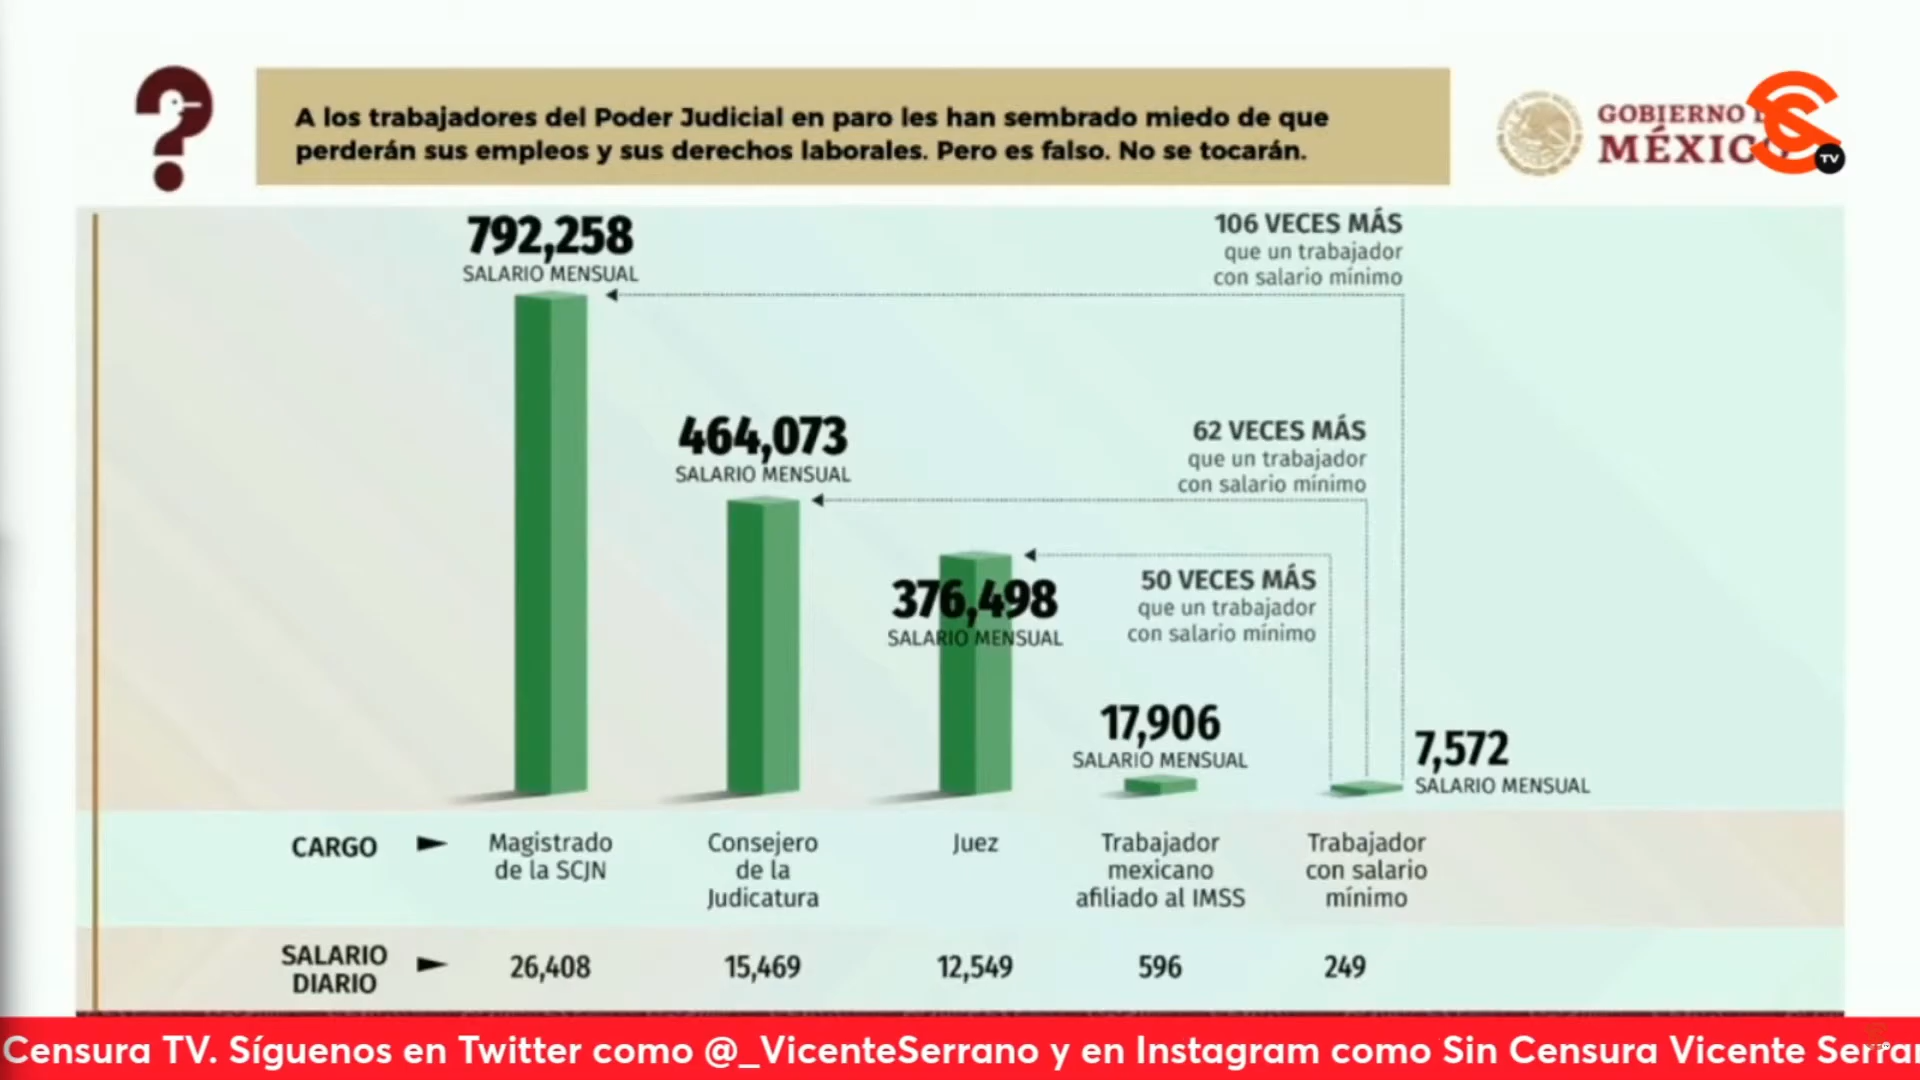 A los trabajadores del Poder Judicial en paro les han sembrado miedo de que
perderán sus empleos y sus derechos laborales. Pero es falso. No se tocarán.
GOBIERNO
MÉXICO
TV
792,258
SALARIO MENSUAL
106 VECES MÁS
que un trabajador
con salario mínimo
464,073
SALARIO MENSUAL
62 VECES MÁS
que un trabajador
con salario mínimo
376,498
SALARIO MENSUAL
50 VECES MÁS
que un trabajador
con salario mínimo
17,906
SALARIO MENSUAL
7,572
SALARIO MENSUAL
CARGO
Magistrado
de la SCJN
Consejero
de la
Judicatura
Juez
Trabajador
mexicano
afiliado al IMSS
Trabajador
con salario
mínimo
SALARIO
DIARIO
26,408
15,469
12,549
596
249
Censura TV. Síguenos en Twitter como @_VicenteSerrano y en Instagram como Sin Censura Vicente Serra